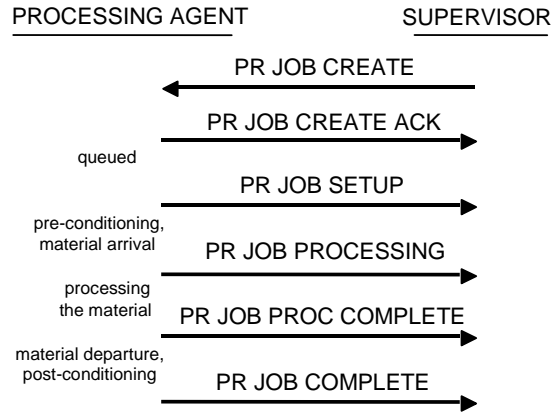 PROCESSING AGENT
SUPERVISOR
PR JOB CREATE
PR JOB CREATE ACK
queued
PR JOB SETUP
pre-conditioning,
material arrival
PR JOB PROCESSING
processing
the material
PR JOB PROC COMPLETE
material departure,
post-conditioning
PR JOB COMPLETE